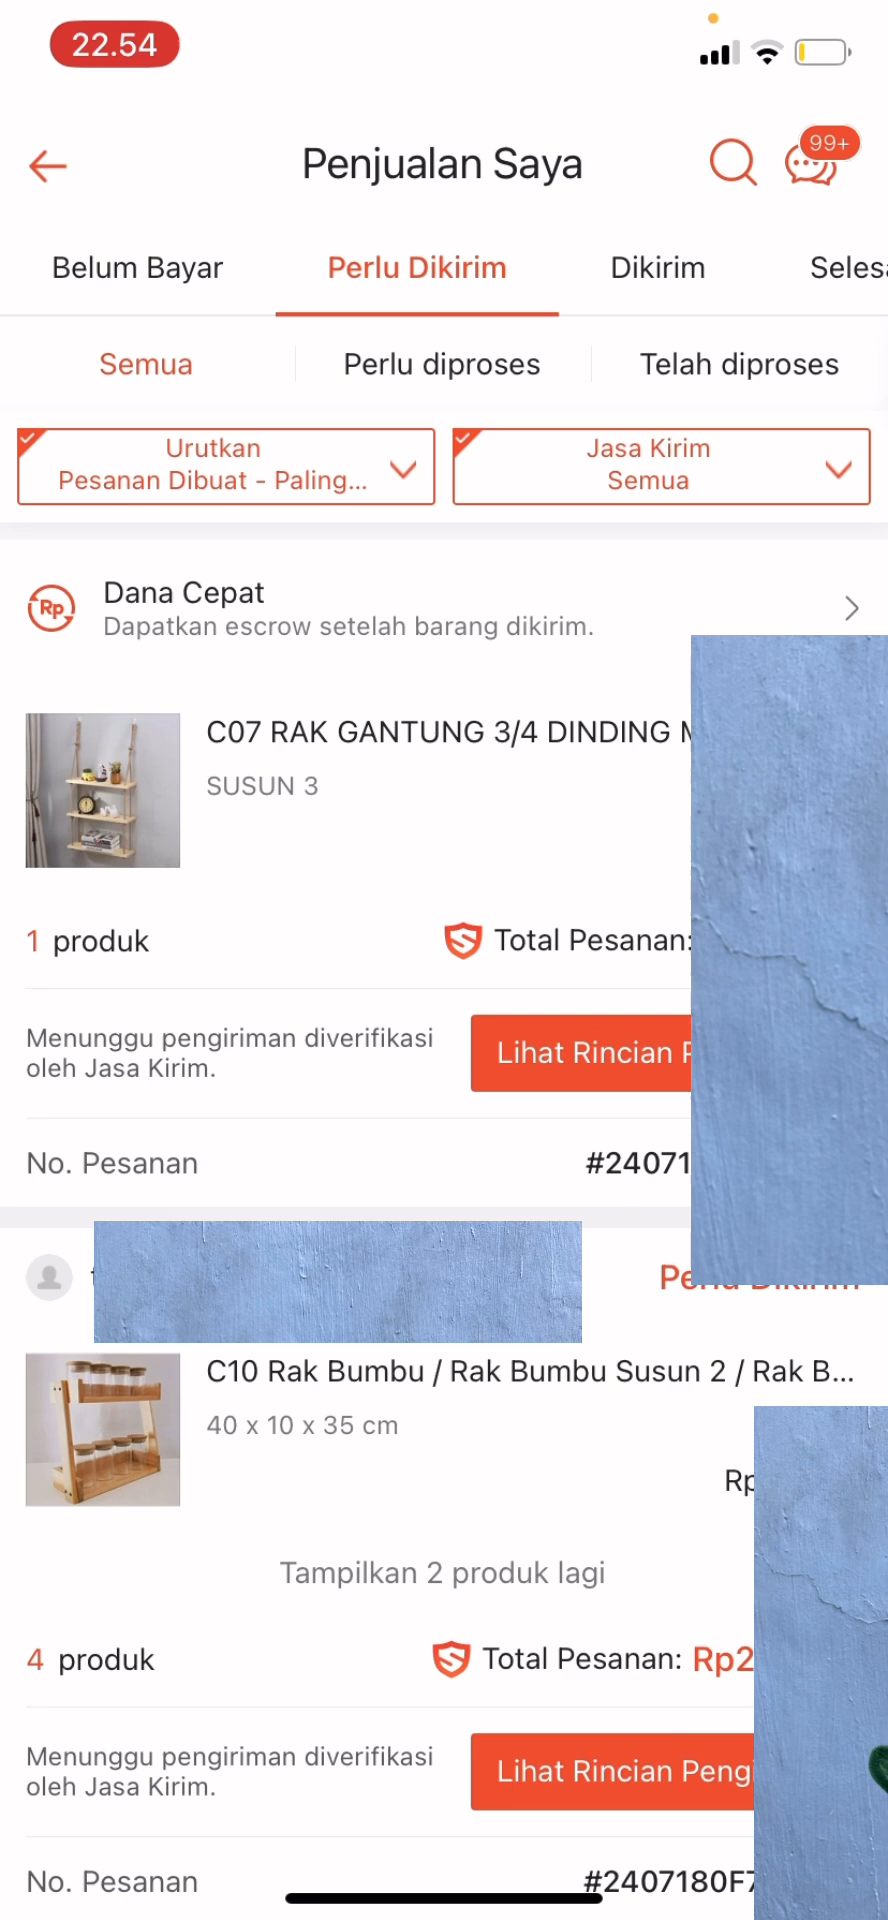 22.54
Penjualan Saya
99+
Belum Bayar
Perlu Dikirim
Dikirim
Semua
Perlu diproses
Telah diproses
Urutkan
Pesanan Dibuat - Paling...
Jasa Kirim
Semua
Rp
Dana Cepat
Dapatkan escrow setelah barang dikirim.
C07 RAK GANTUNG 3/4 DINDING
SUSUN 3
1 produk
Total Pesanan:
Menunggu pengiriman diverifikasi
oleh Jasa Kirim.
Lihat Rincian
No. Pesanan
#24071
C10 Rak Bumbu / Rak Bumbu Susun 2 / Rak B...
40 x 10 x 35 cm
Rp
Tampilkan 2 produk lagi
4 produk
Total Pesanan: Rp2
Menunggu pengiriman diverifikasi
oleh Jasa Kirim.
Lihat Rincian
No. Pesanan
#2407180F7